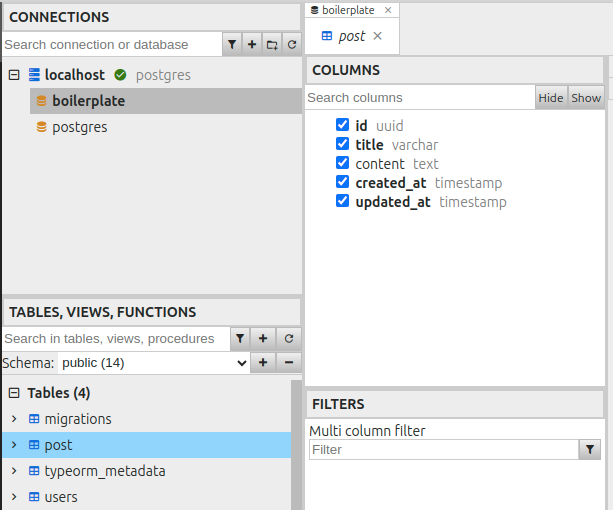 CONNECTIONS
Search connection or database
localhost postgres
boilerplate
postgres
TABLES, VIEWS, FUNCTIONS
Search in tables, views, procedures
Schema: public (14)
Tables (4)
migrations
post
typeorm_metadata
users
boilerplate
post
COLUMNS
Search columns
Hide Show
id uuid
title varchar
content text
created_at timestamp
updated_at timestamp
FILTERS
Multi column filter
Filter